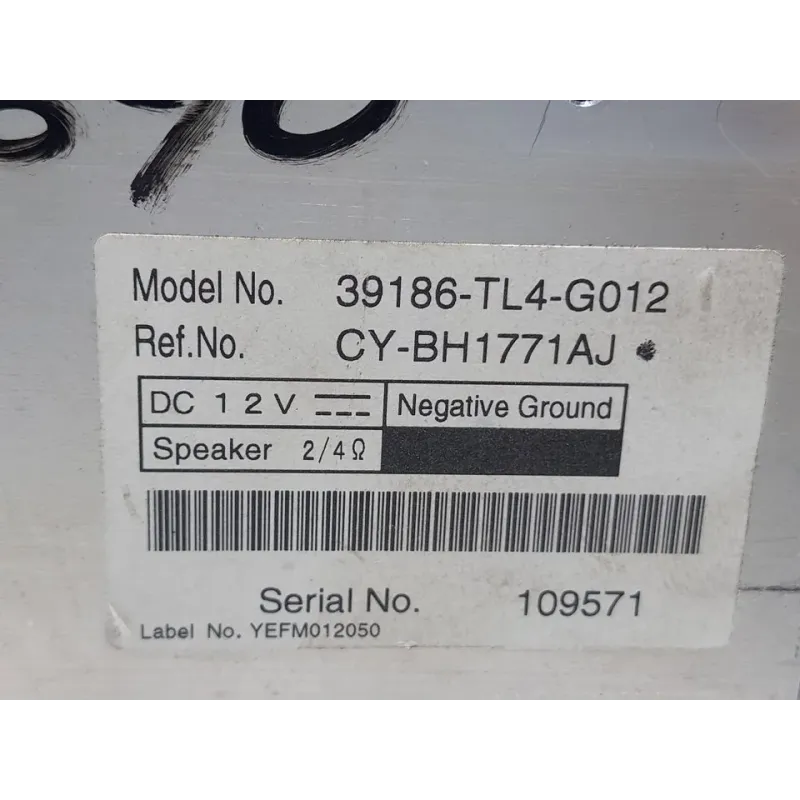 Model No. 39186-TL4-G012
Ref.No. CY-BH1771AJ
DC 12V Negative Ground
Speaker 2/4Ω
Serial No. 109571
Label No. YEFM012050